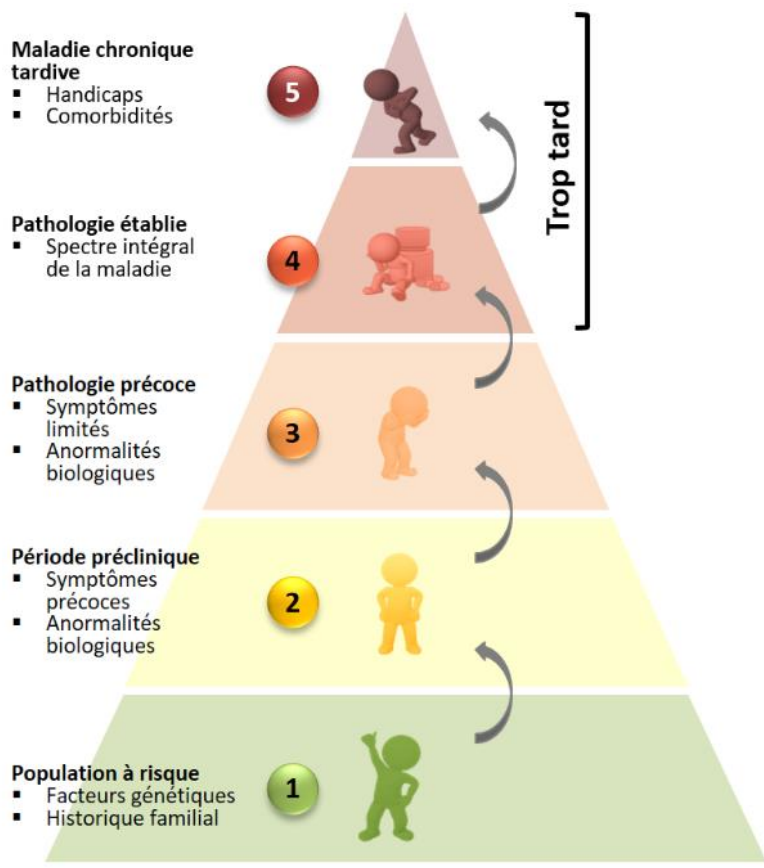 Maladie chronique
tardive
▪ Handicaps
▪ Comorbidités
5
Trop tard
Pathologie établie
▪ Spectre intégral
de la maladie
4
Pathologie précoce
▪ Symptômes
limités
▪ Anormalités
biologiques
3
Période préclinique
▪ Symptômes
précoces
▪ Anormalités
biologiques
2
Population à risque
▪ Facteurs génétiques
▪ Historique familial
1